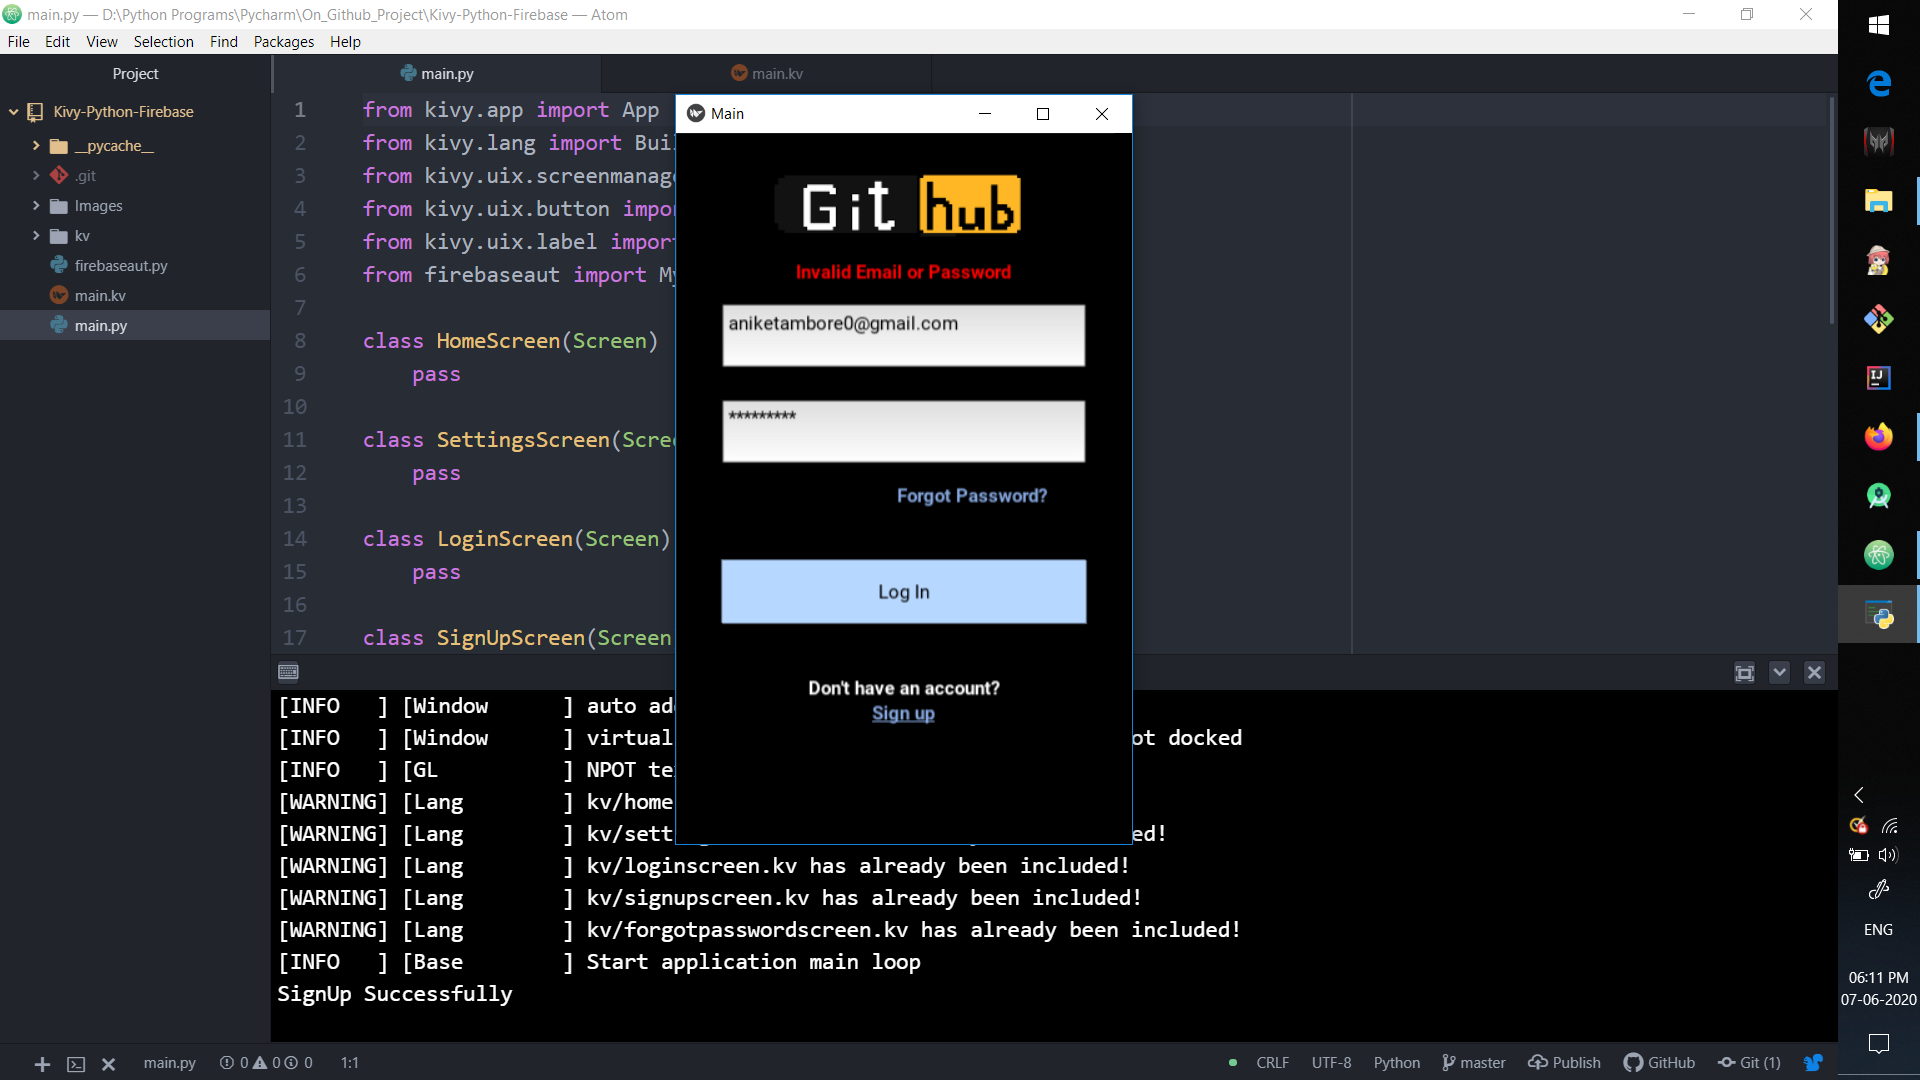 main.py — D:\Python Programs\Pycharm\On_Github_Project\Kivy-Python-Firebase — Atom
File Edit View Selection Find Packages Help
Project
main.py
main.kv
Kivy-Python-Firebase
__pycache__
.git
Images
kv
firebaseaut.py
main.kv
main.py
1 from kivy.app import App
2 from kivy.lang import Bui
3 from kivy.uix.screenmanag
4 from kivy.uix.button impor
5 from kivy.uix.label import
6 from firebaseaut import My
7
8 class HomeScreen(Screen)
9 pass
10
11 class SettingsScreen(Scree
12 pass
13
14 class LoginScreen(Screen)
15 pass
16
17 class SignUpScreen(Screen
Main
Git hub
Invalid Email or Password
aniketambore0@gmail.com
*********
Forgot Password?
Log In
Don't have an account?
Sign up
[INFO ] [Window ] auto ad
[INFO ] [Window ] virtual ot docked
[INFO ] [GL ] NPOT te
[WARNING] [Lang ] kv/home
[WARNING] [Lang ] kv/sett ed!
[WARNING] [Lang ] kv/loginscreen.kv has already been included!
[WARNING] [Lang ] kv/signupscreen.kv has already been included!
[WARNING] [Lang ] kv/forgotpasswordscreen.kv has already been included!
[INFO ] [Base ] Start application main loop
SignUp Successfully
main.py 0 0 0 1:1
CRLF UTF-8 Python master Publish GitHub Git (1)
IJ
ENG
06:11 PM
07-06-2020